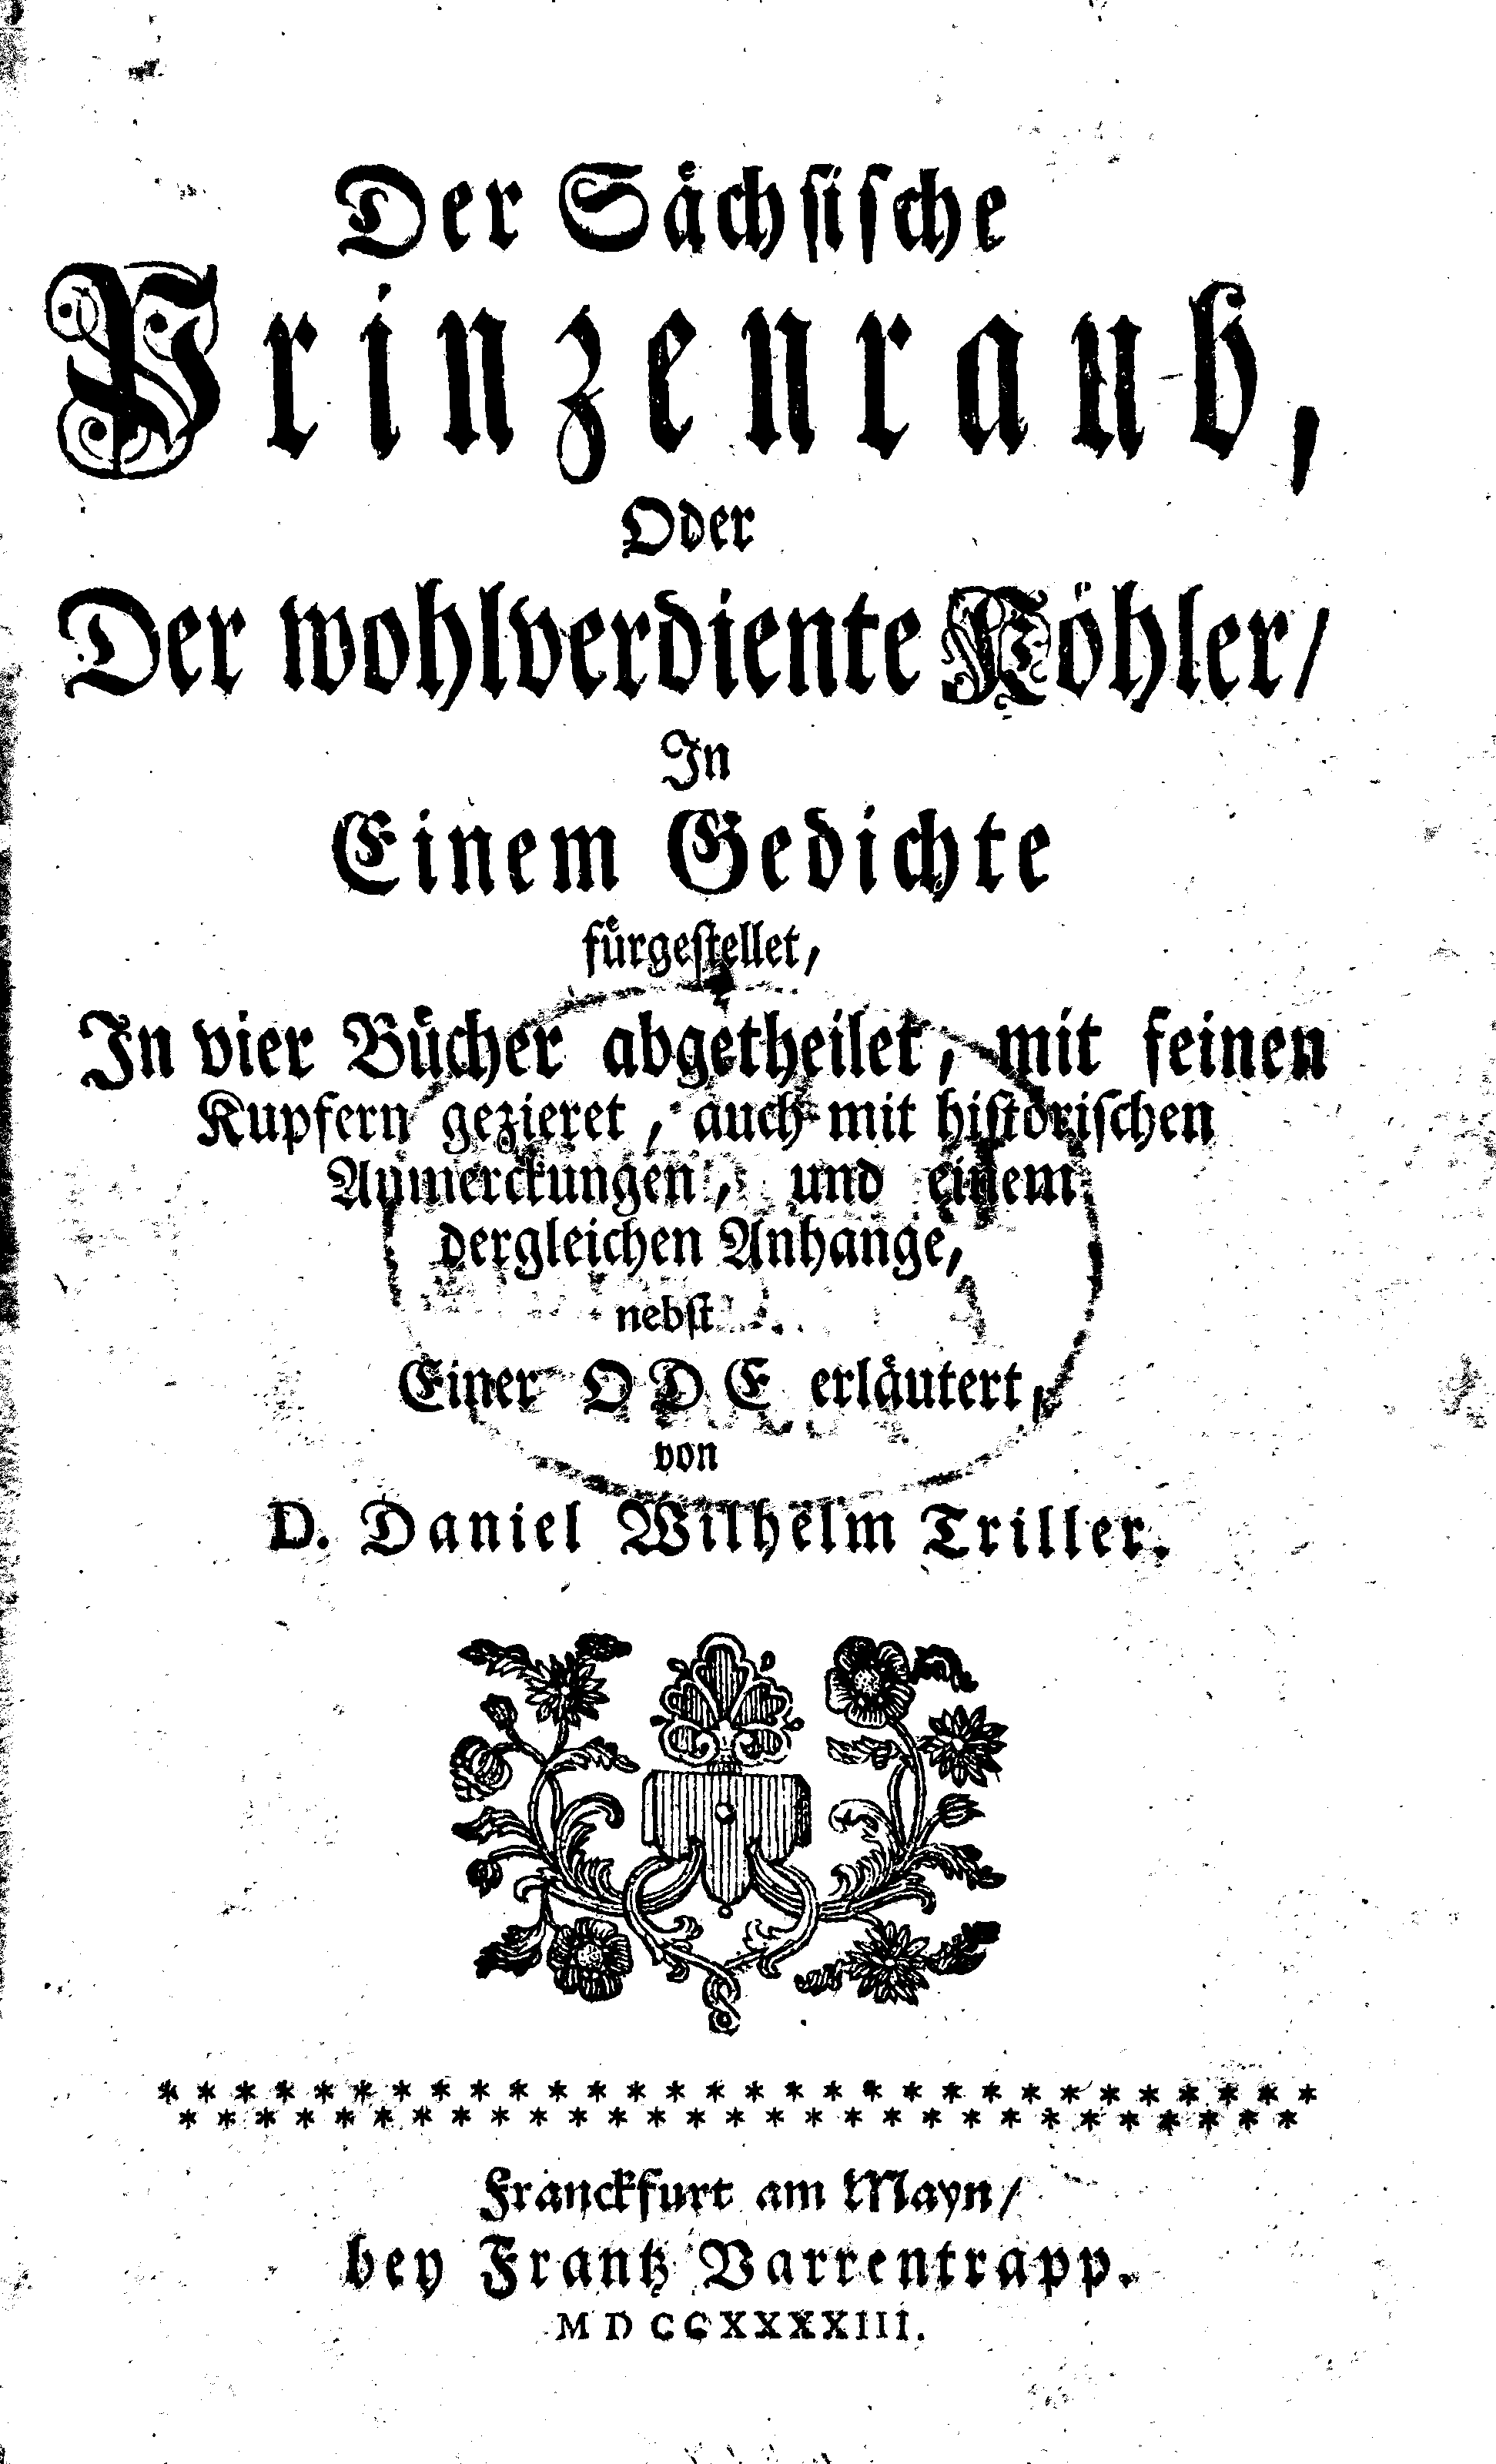 Der Sächsische
Prinzenraub,
Oder
Der wohlverdiente Köhler/
In
Einem Gedichte
fürgestellet,
In vier Bücher abgetheilet, mit feinen
Kupfern gezieret, auch mit historischen
Anmerckungen, und einem
dergleichen Anhange,
nebst
Einer ODE erläutert,
von
D. Daniel Wilhelm Triller.
Franckfurt am Mayn/
bey Frantz Varrentrapp.
MDCCXXXXIII.